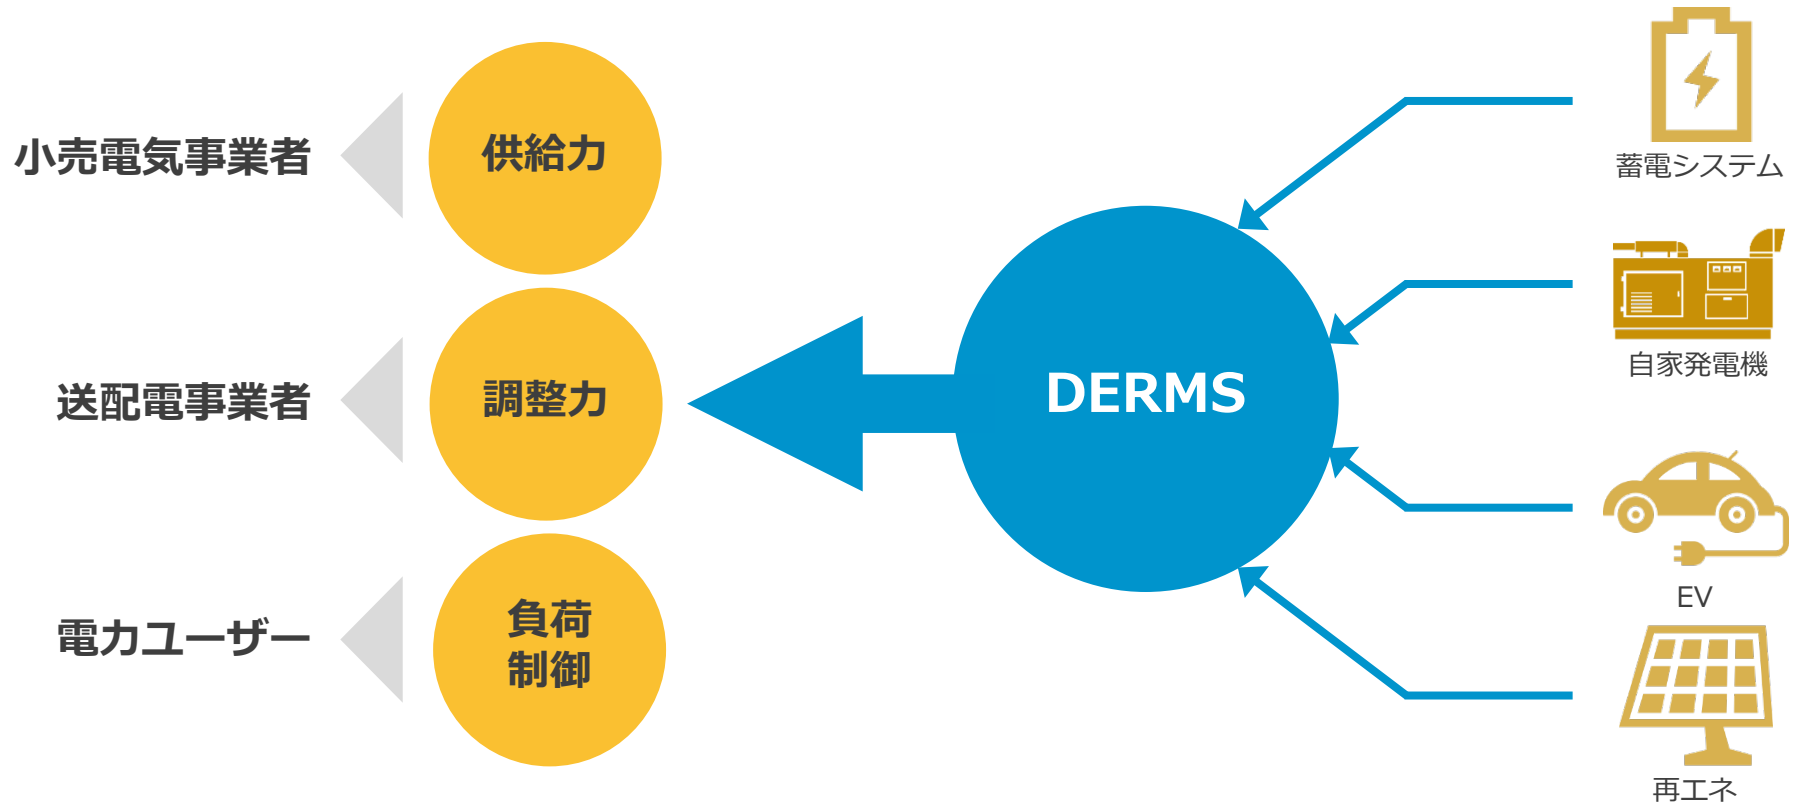 小売電気事業者
供給力
送配電事業者
調整力
電力ユーザー
負荷
制御
DERMS
蓄電システム
自家発電機
EV
再エネ